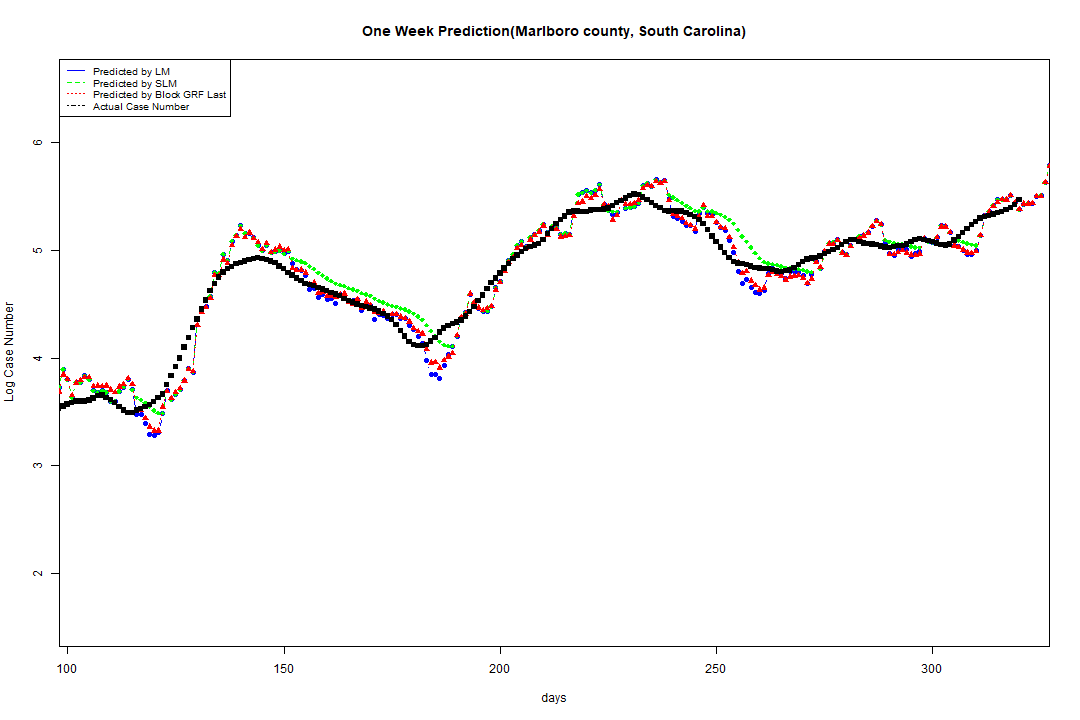 One Week Prediction(Marlboro county, South Carolina)
Predicted by LM
Predicted by SLM
Predicted by Block GRF Last
Actual Case Number
6
5
4
3
2
Log Case Number
100 150 200 250 300
days